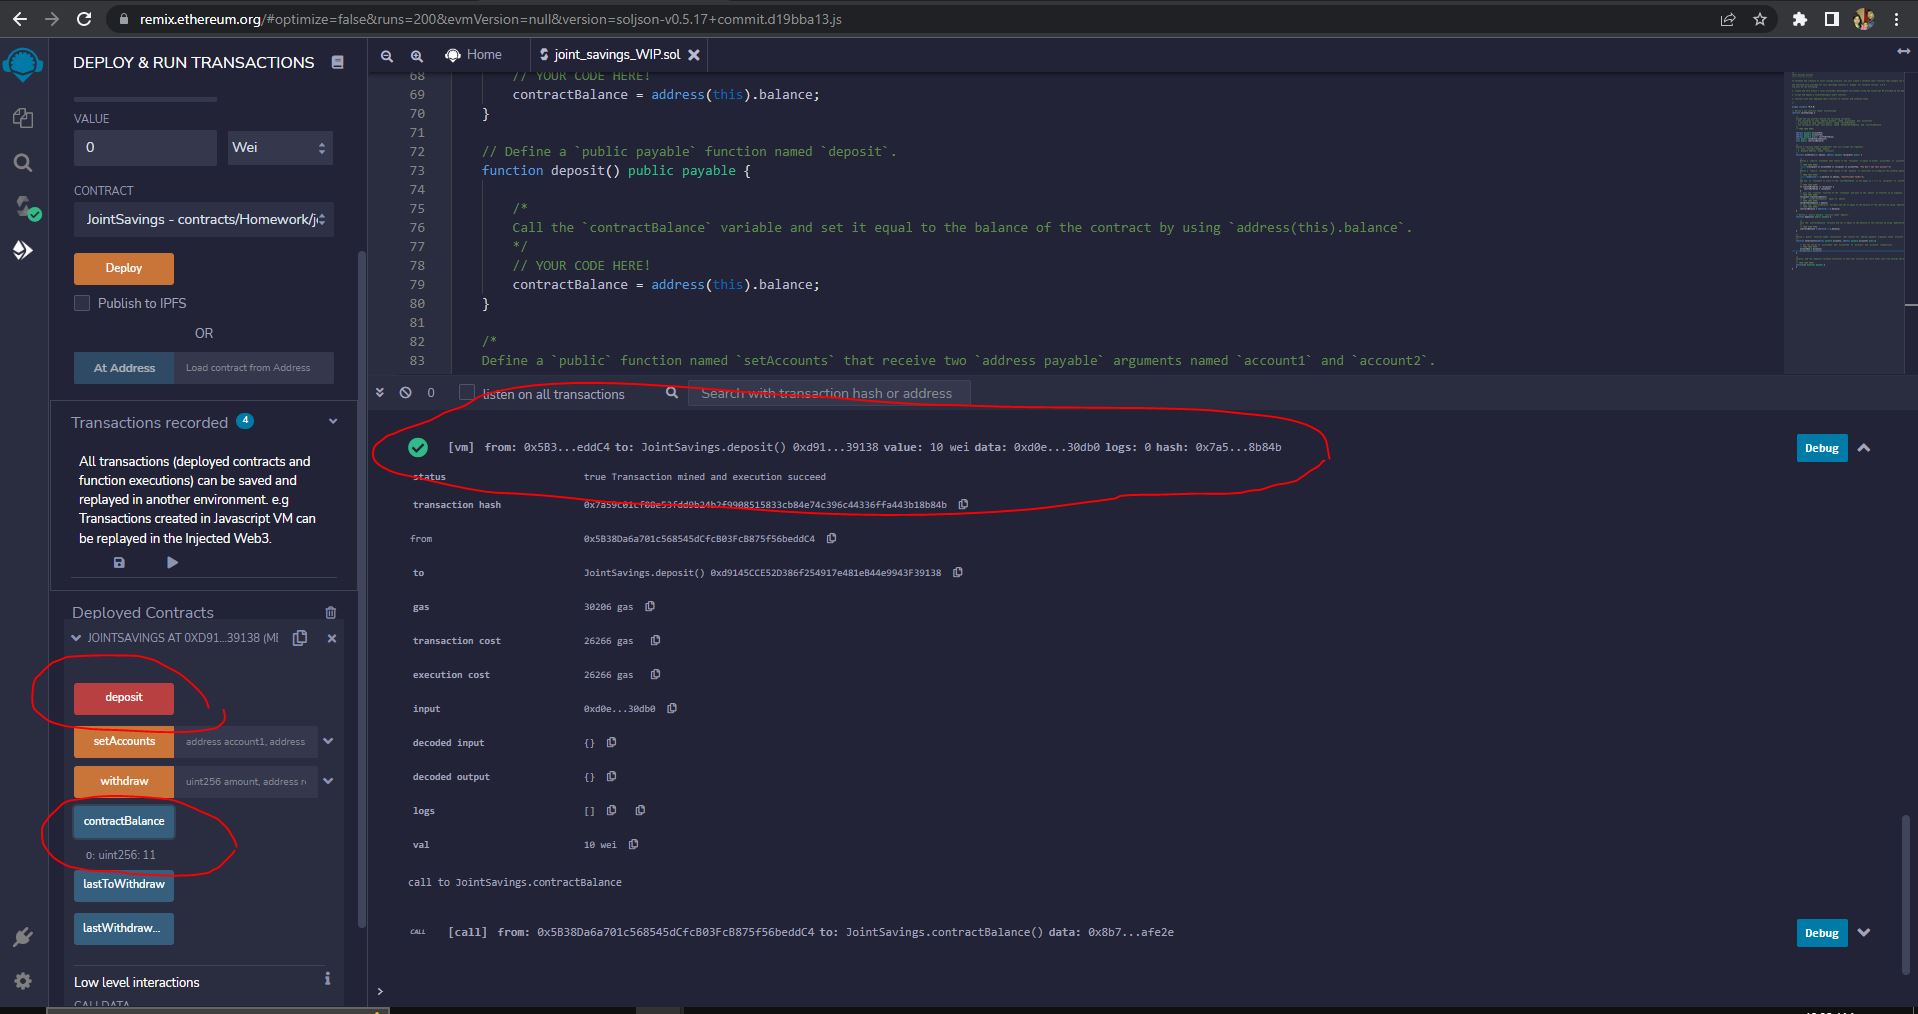 remix.ethereum.org/#optimize=false&runs=200&evmVersion=null&version=soljson-v0.5.17+commit.d19bba13.js
DEPLOY & RUN TRANSACTIONS
VALUE
0 Wei
CONTRACT
JointSavings - contracts/Homework/j
Deploy
Publish to IPFS
OR
At Address Load contract from Address
Transactions recorded 4
All transactions (deployed contracts and
function executions) can be saved and
replayed in another environment. e.g
Transactions created in Javascript VM can
be replayed in the Injected Web3.
Deployed Contracts
JOINTSAVINGS AT 0XD91...39138 (ME
deposit
setAccounts address account1, address
withdraw uint256 amount, address re
contractBalance
0: uint256: 11
lastToWithdraw
lastWithdraw...
Low level interactions
CALLDATA
Home joint_savings_WIP.sol
68 // YOUR CODE HERE!
69 contractBalance = address(this).balance;
70 }
71
72 // Define a `public payable` function named `deposit`.
73 function deposit() public payable {
74
75 /*
76 Call the `contractBalance` variable and set it equal to the balance of the contract by using `address(this).balance`.
77 */
78 // YOUR CODE HERE!
79 contractBalance = address(this).balance;
80 }
81
82 /*
83 Define a `public` function named `setAccounts` that receive two `address payable` arguments named `account1` and `account2`.
0 listen on all transactions Search with transaction hash or address
[vm] from: 0x5B3...eddC4 to: JointSavings.deposit() 0xd91...39138 value: 10 wei data: 0xd0e...30db0 logs: 0 hash: 0x7a5...8b84b
Debug
status true Transaction mined and execution succeed
transaction hash
from 0x5B38Da6a701c568545dCfcB03FcB875f56beddC4
to JointSavings.deposit() 0xd9145CCE52D386f254917e481eB44e9943F39138
gas 30206 gas
transaction cost 26266 gas
execution cost 26266 gas
input 0xd0e...30db0
decoded input {}
decoded output {}
logs []
val 10 wei
call to JointSavings.contractBalance
CALL [call] from: 0x5B38Da6a701c568545dCfcB03FcB875f56beddC4 to: JointSavings.contractBalance() data: 0x8b7...afe2e
Debug
>